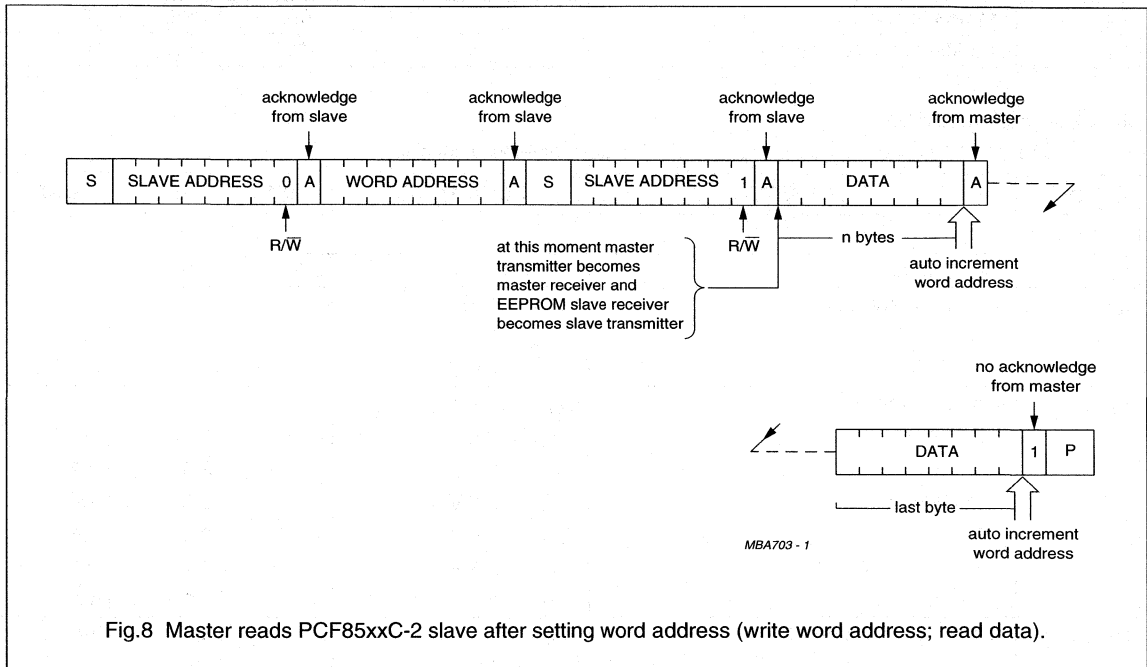 acknowledge
from slave
acknowledge
from slave
acknowledge
from slave
acknowledge
from master
S SLAVE ADDRESS 0 A WORD ADDRESS A S SLAVE ADDRESS 1 A DATA A
R/W̅
at this moment master
transmitter becomes
master receiver and
EEPROM slave receiver
becomes slave transmitter
R/W̅
n bytes
auto increment
word address
no acknowledge
from master
DATA 1 P
last byte
auto increment
word address
MBA703 - 1
Fig.8 Master reads PCF85xxC-2 slave after setting word address (write word address; read data).